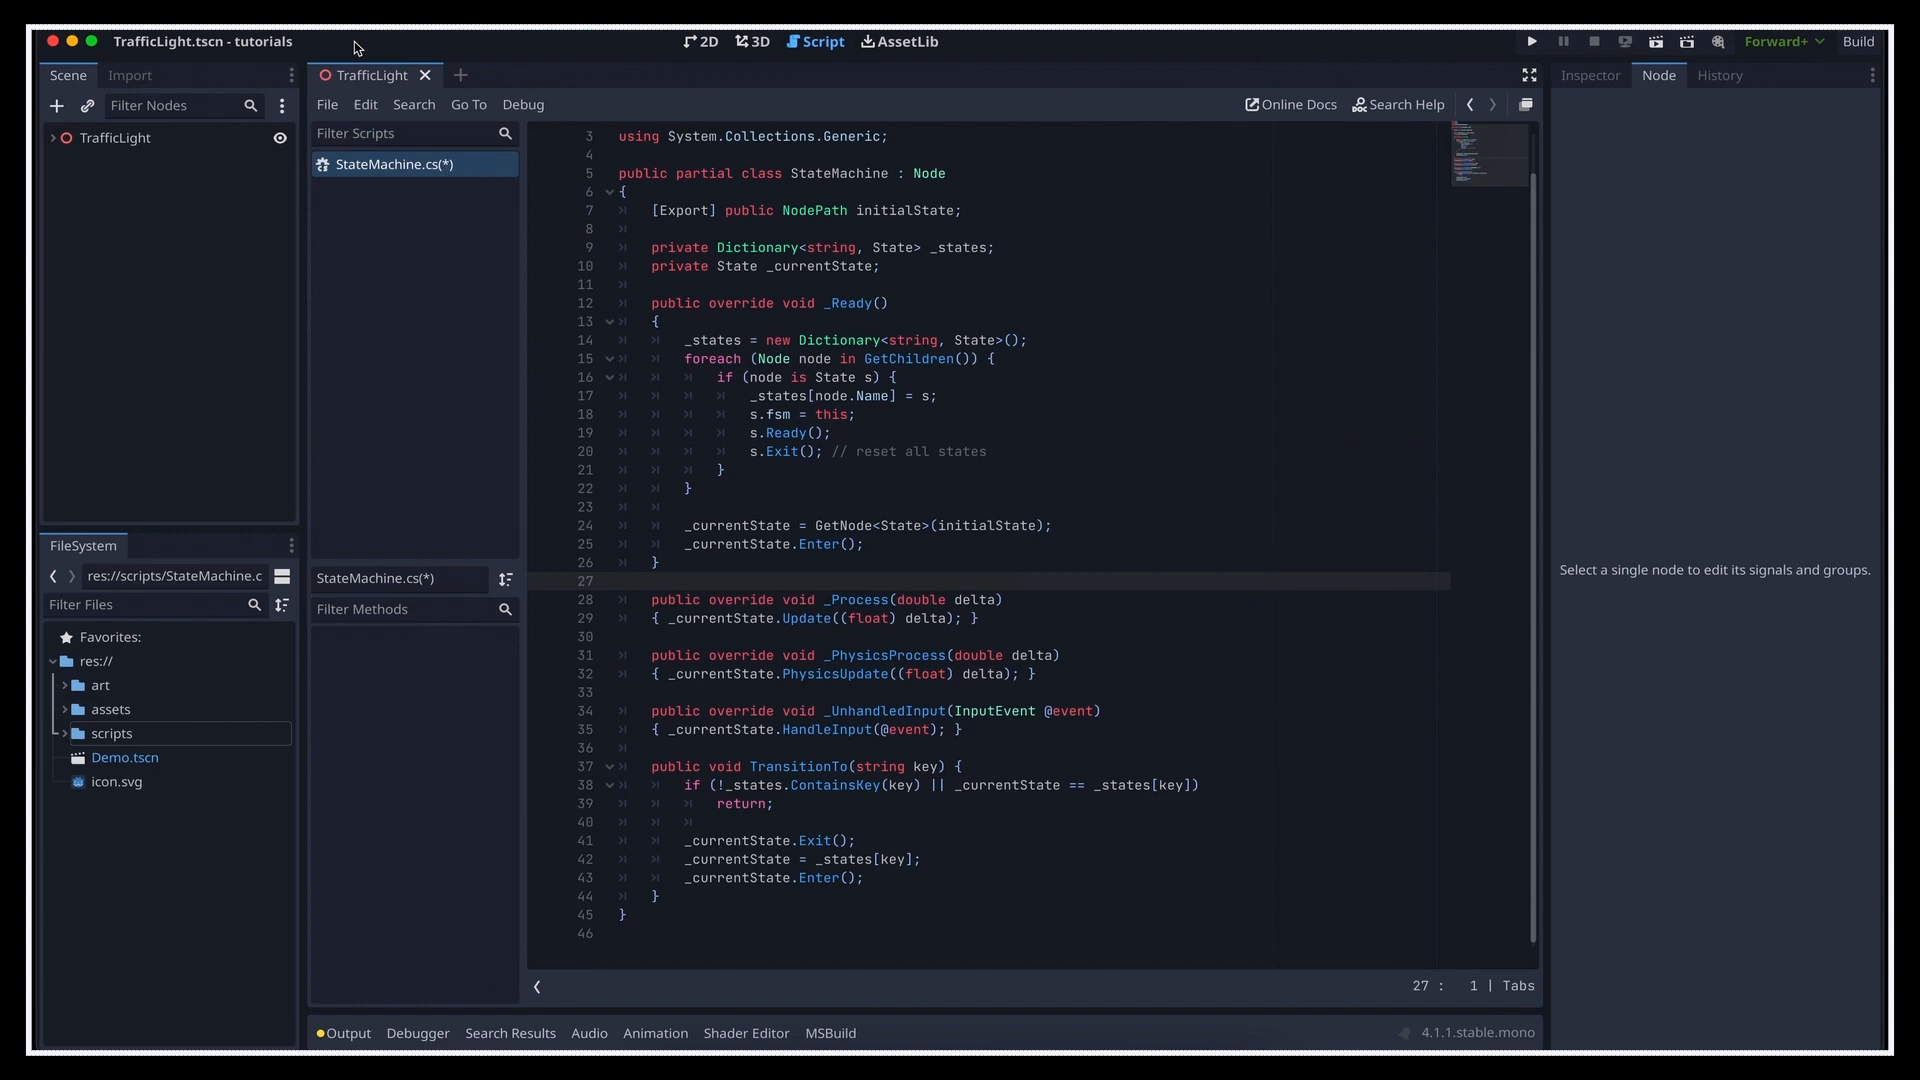 TrafficLight.tscn - tutorials
2D 3D Script AssetLib
Forward+ Build
Scene Import
Filter Nodes
TrafficLight
TrafficLight
File Edit Search Go To Debug
Online Docs Search Help
Filter Scripts
StateMachine.cs(*)
StateMachine.cs(*)
Filter Methods
3 using System.Collections.Generic;
4
5 public partial class StateMachine : Node
6 {
7 [Export] public NodePath initialState;
8
9 private Dictionary<string, State> _states;
10 private State _currentState;
11
12 public override void _Ready()
13 {
14 _states = new Dictionary<string, State>();
15 foreach (Node node in GetChildren()) {
16 if (node is State s) {
17 _states[node.Name] = s;
18 s.fsm = this;
19 s.Ready();
20 s.Exit(); // reset all states
21 }
22 }
23
24 _currentState = GetNode<State>(initialState);
25 _currentState.Enter();
26 }
27
28 public override void _Process(double delta)
29 { _currentState.Update((float) delta); }
30
31 public override void _PhysicsProcess(double delta)
32 { _currentState.PhysicsUpdate((float) delta); }
33
34 public override void _UnhandledInput(InputEvent @event)
35 { _currentState.HandleInput(@event); }
36
37 public void TransitionTo(string key) {
38 if (!_states.ContainsKey(key) || _currentState == _states[key])
39 return;
40
41 _currentState.Exit();
42 _currentState = _states[key];
43 _currentState.Enter();
44 }
45 }
46
27 : 1 | Tabs
FileSystem
res://scripts/StateMachine.c
Filter Files
Favorites:
res://
art
assets
scripts
Demo.tscn
icon.svg
Output Debugger Search Results Audio Animation Shader Editor MSBuild
4.1.1.stable.mono
Inspector Node History
Select a single node to edit its signals and groups.